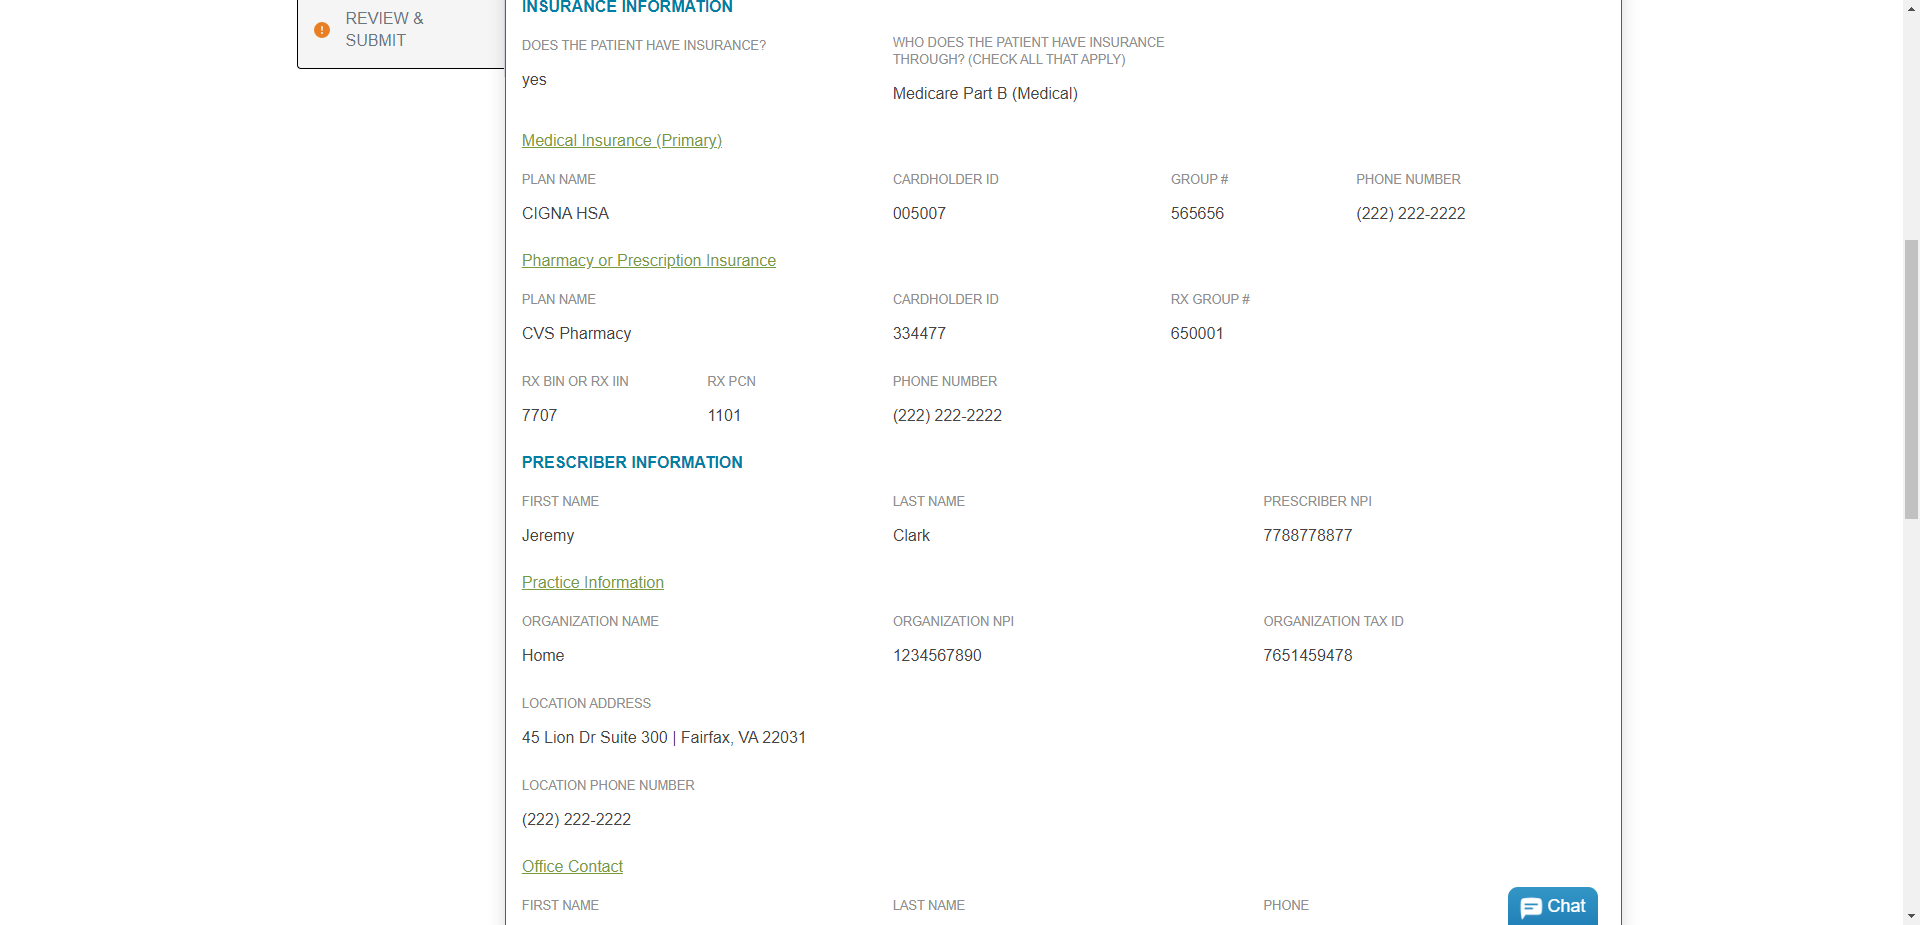 REVIEW &
SUBMIT
INSURANCE INFORMATION
DOES THE PATIENT HAVE INSURANCE?
yes
WHO DOES THE PATIENT HAVE INSURANCE
THROUGH? (CHECK ALL THAT APPLY)
Medicare Part B (Medical)
Medical Insurance (Primary)
PLAN NAME CARDHOLDER ID GROUP # PHONE NUMBER
CIGNA HSA 005007 565656 (222) 222-2222
Pharmacy or Prescription Insurance
PLAN NAME CARDHOLDER ID RX GROUP #
CVS Pharmacy 334477 650001
RX BIN OR RX IIN RX PCN PHONE NUMBER
7707 1101 (222) 222-2222
PRESCRIBER INFORMATION
FIRST NAME LAST NAME PRESCRIBER NPI
Jeremy Clark 7788778877
Practice Information
ORGANIZATION NAME ORGANIZATION NPI ORGANIZATION TAX ID
Home 1234567890 7651459478
LOCATION ADDRESS
45 Lion Dr Suite 300 | Fairfax, VA 22031
LOCATION PHONE NUMBER
(222) 222-2222
Office Contact
FIRST NAME LAST NAME PHONE
Chat